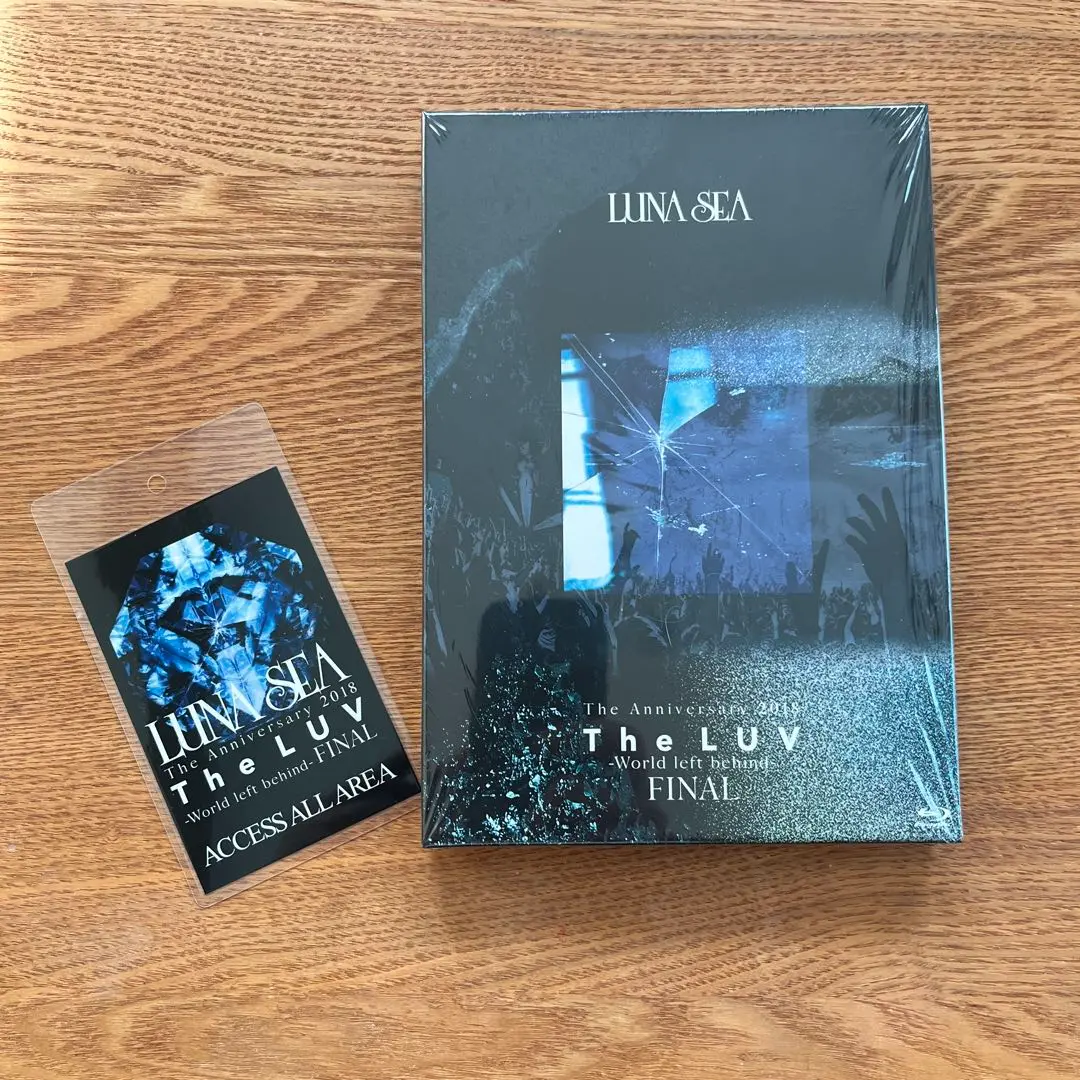 LUNA SEA
The Anniversary 2018
The LUV
-World left behind- FINAL
ACCESS ALL AREA
LUNA SEA
The Anniversary 2018
The LUV
-World left behind-
FINAL